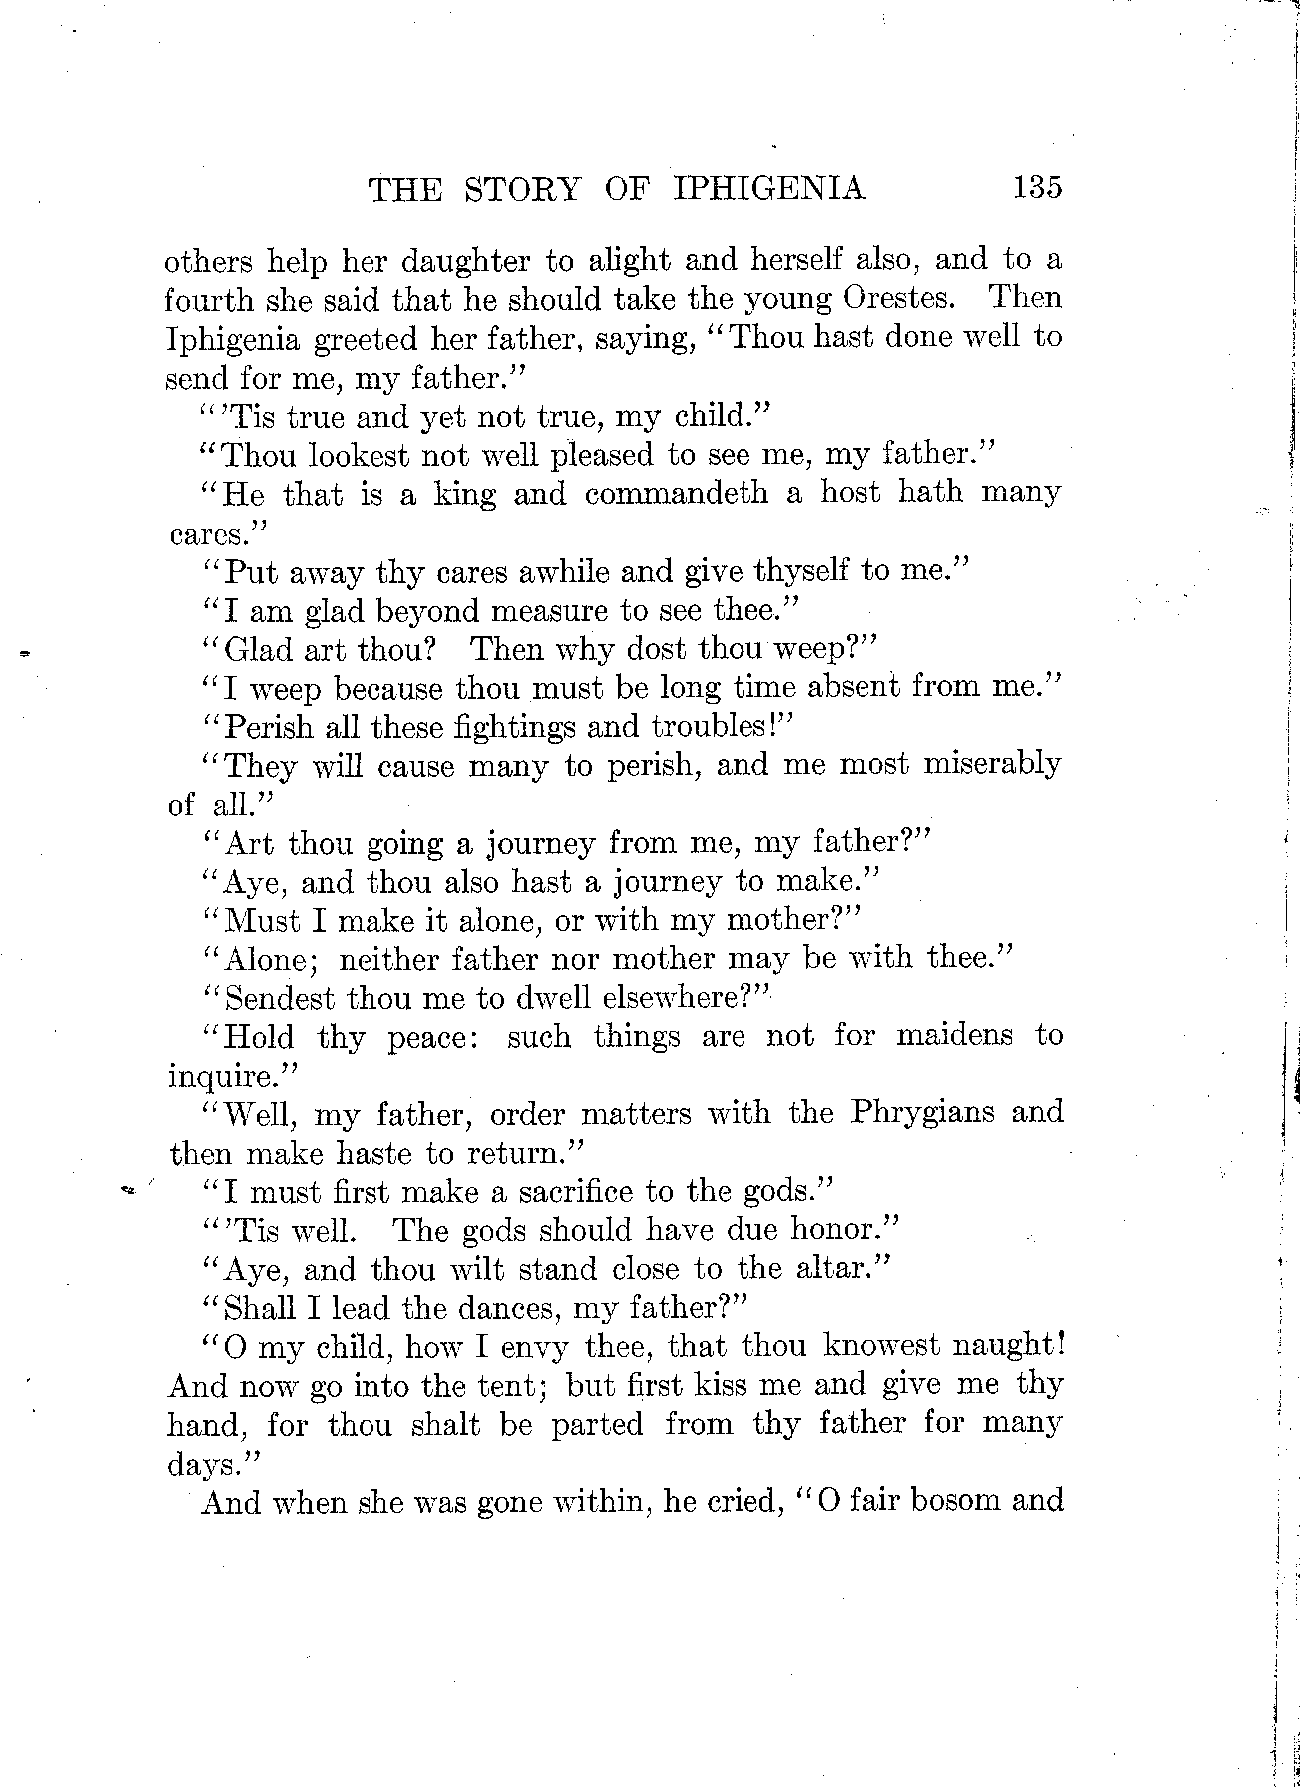 THE STORY OF IPHIGENIA 135
others help her daughter to alight and herself also, and to a
fourth she said that he should take the young Orestes. Then
Iphigenia greeted her father, saying, “Thou hast done well to
send for me, my father.”
“’Tis true and yet not true, my child.”
“Thou lookest not well pleased to see me, my father.”
“He that is a king and commandeth a host hath many
cares.”
“Put away thy cares awhile and give thyself to me.”
“I am glad beyond measure to see thee.”
“Glad art thou? Then why dost thou weep?”
“I weep because thou must be long time absent from me.”
“Perish all these fightings and troubles!”
“They will cause many to perish, and me most miserably
of all.”
“Art thou going a journey from me, my father?”
“Aye, and thou also hast a journey to make.”
“Must I make it alone, or with my mother?”
“Alone; neither father nor mother may be with thee.”
“Sendest thou me to dwell elsewhere?”
“Hold thy peace: such things are not for maidens to
inquire.”
“Well, my father, order matters with the Phrygians and
then make haste to return.”
“I must first make a sacrifice to the gods.”
“’Tis well. The gods should have due honor.”
“Aye, and thou wilt stand close to the altar.”
“Shall I lead the dances, my father?”
“O my child, how I envy thee, that thou knowest naught!
And now go into the tent; but first kiss me and give me thy
hand, for thou shalt be parted from thy father for many
days.”
And when she was gone within, he cried, “O fair bosom and